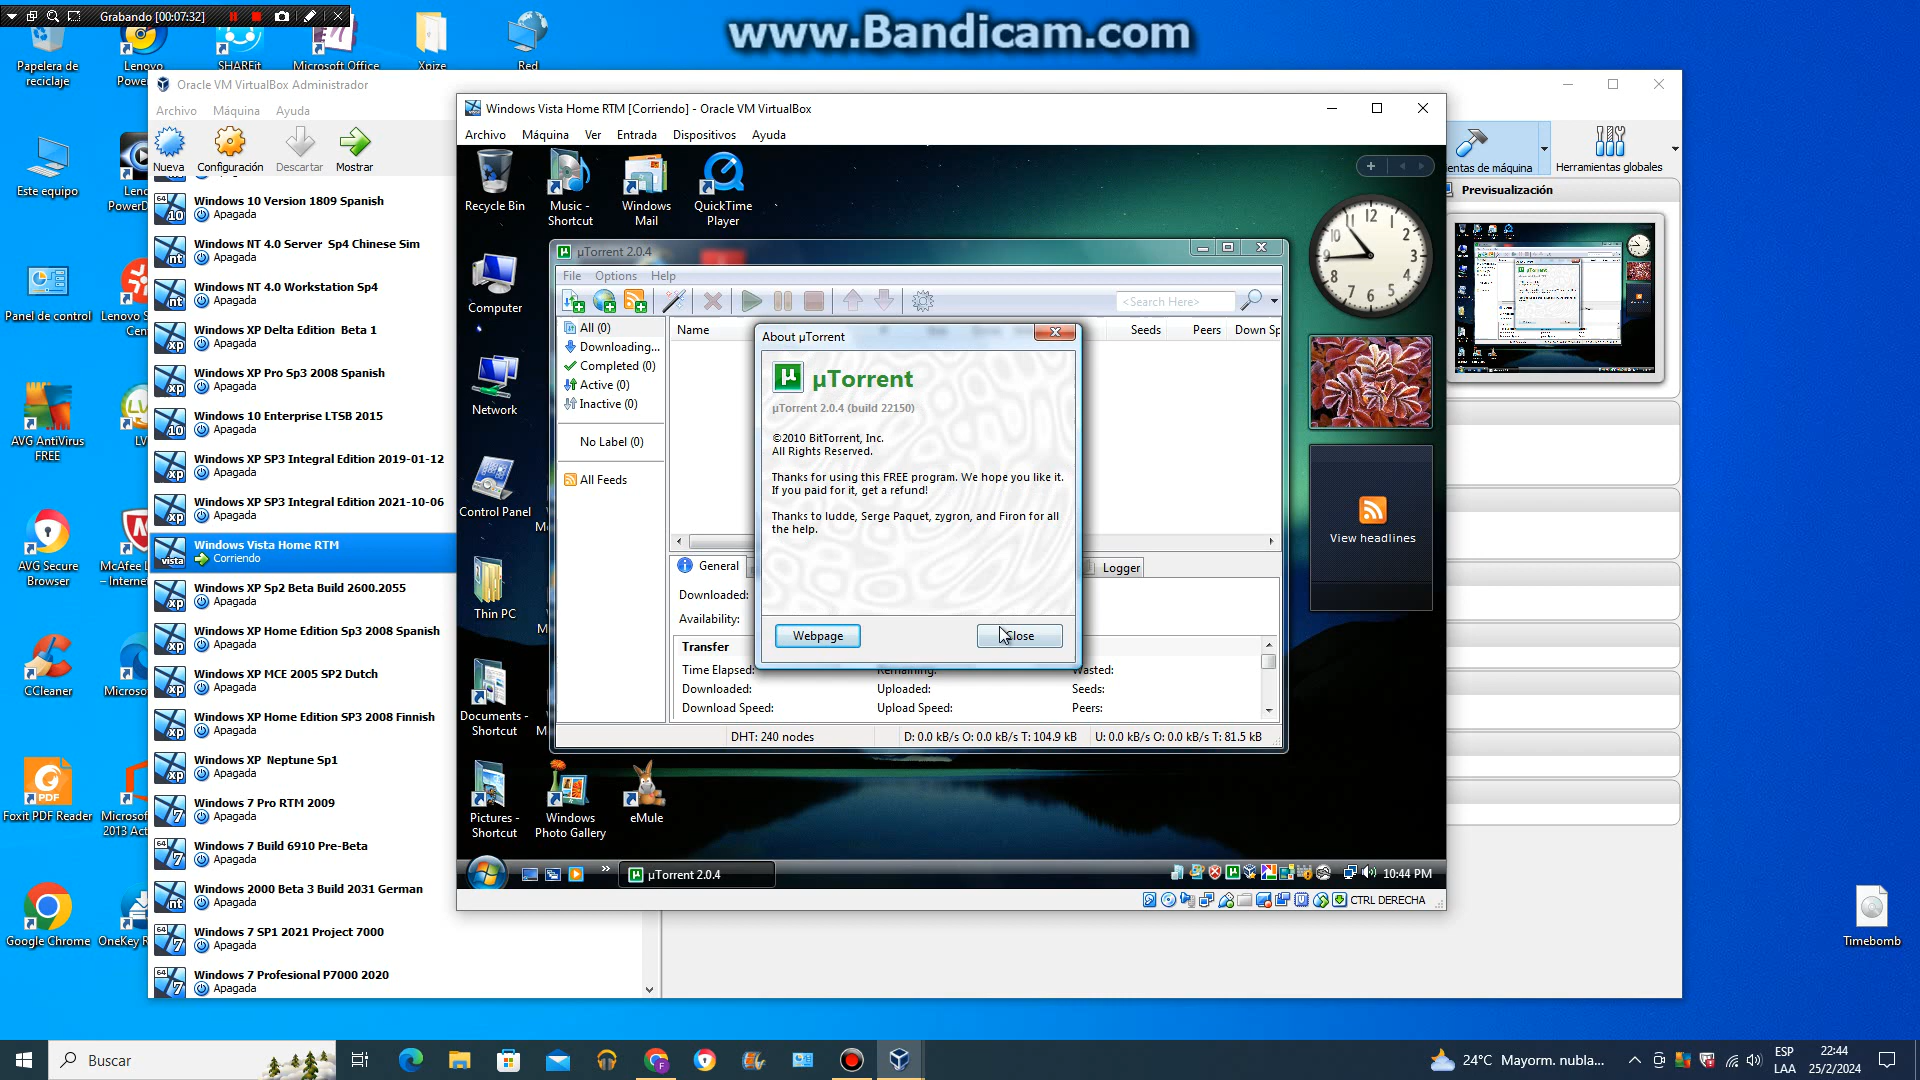 Grabando [00:07:32]
www.Bandicam.com
Papelera de
reciclaje
Lenovo
Power
SHAREit
Microsoft Office
Xpize
Red
Este equipo
Panel de control
AVG AntiVirus
FREE
AVG Secure
Browser
CCleaner
Foxit PDF Reader
Google Chrome
Timebomb
Oracle VM VirtualBox Administrador
Archivo Máquina Ayuda
Nueva
Configuración
Descartar
Mostrar
Herramientas globales
Previsualización
Windows 10 Version 1809 Spanish
Apagada
Windows NT 4.0 Server Sp4 Chinese Sim
Apagada
Windows NT 4.0 Workstation Sp4
Apagada
Windows XP Delta Edition Beta 1
Apagada
Windows XP Pro Sp3 2008 Spanish
Apagada
Windows 10 Enterprise LTSB 2015
Apagada
Windows XP SP3 Integral Edition 2019-01-12
Apagada
Windows XP SP3 Integral Edition 2021-10-06
Apagada
Windows Vista Home RTM
Corriendo
Windows XP Sp2 Beta Build 2600.2055
Apagada
Windows XP Home Edition Sp3 2008 Spanish
Apagada
Windows XP MCE 2005 SP2 Dutch
Apagada
Windows XP Home Edition SP3 2008 Finnish
Apagada
Windows XP Neptune Sp1
Apagada
Windows 7 Pro RTM 2009
Apagada
Windows 7 Build 6910 Pre-Beta
Apagada
Windows 2000 Beta 3 Build 2031 German
Apagada
Windows 7 SP1 2021 Project 7000
Apagada
Windows 7 Profesional P7000 2020
Apagada
Windows Vista Home RTM [Corriendo] - Oracle VM VirtualBox
Archivo Máquina Ver Entrada Dispositivos Ayuda
Recycle Bin
Music -
Shortcut
Windows
Mail
QuickTime
Player
Computer
Network
Control Panel
Thin PC
Documents -
Shortcut
Pictures -
Shortcut
Windows
Photo Gallery
eMule
View headlines
µTorrent 2.0.4
File Options Help
<Search Here>
All (0)
Downloading...
Completed (0)
Active (0)
Inactive (0)
No Label (0)
All Feeds
Name Seeds Peers Down Sp
General
Logger
Downloaded:
Availability:
Transfer
Time Elapsed: Remaining: Wasted:
Downloaded: Uploaded: Seeds:
Download Speed: Upload Speed: Peers:
DHT: 240 nodes D: 0.0 kB/s O: 0.0 kB/s T: 104.9 kB U: 0.0 kB/s O: 0.0 kB/s T: 81.5 kB
About µTorrent
µTorrent
µTorrent 2.0.4 (build 22150)
©2010 BitTorrent, Inc.
All Rights Reserved.
Thanks for using this FREE program. We hope you like it.
If you paid for it, get a refund!
Thanks to ludde, Serge Paquet, zygron, and Firon for all
the help.
Webpage
Close
µTorrent 2.0.4
10:44 PM
CTRL DERECHA
Buscar
24°C Mayorm. nubla...
ESP
LAA
22:44
25/2/2024